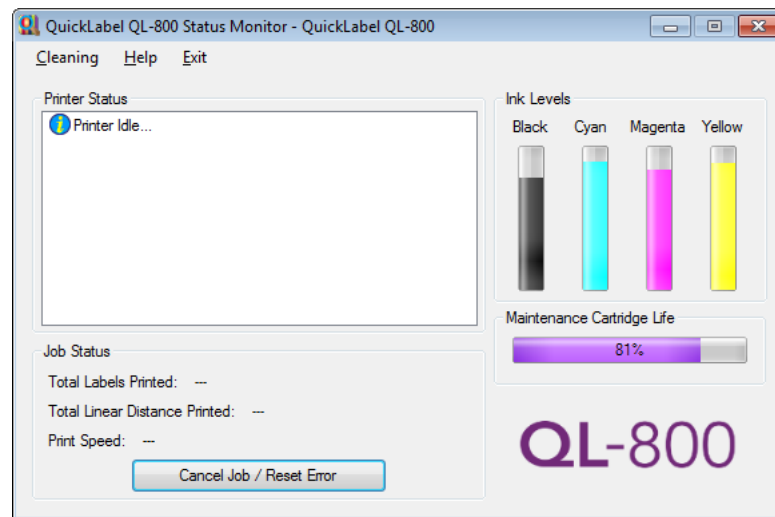 QuickLabel QL-800 Status Monitor - QuickLabel QL-800
Cleaning Help Exit
Printer Status
Printer Idle...
Ink Levels
Black Cyan Magenta Yellow
Maintenance Cartridge Life
81%
Job Status
Total Labels Printed: ---
Total Linear Distance Printed: ---
Print Speed: ---
Cancel Job / Reset Error
QL-800